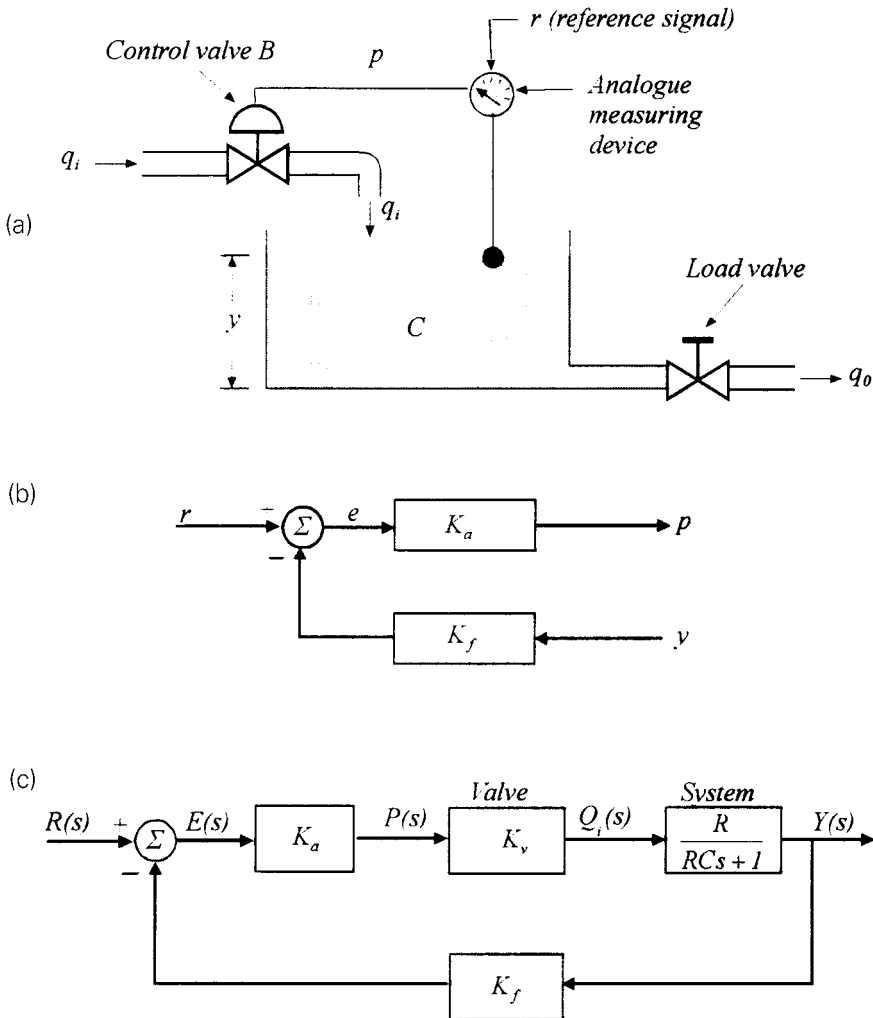 r (reference signal)
Control valve B
p
Analogue
measuring
device
q_i
q_i
(a)
Load valve
y
C
q_0
(b)
r
+
Σ
e
K_a
p
−
K_f
y
(c)
Valve
System
R(s)
+
Σ
E(s)
K_a
P(s)
K_v
Q_i(s)
R
RCs + 1
Y(s)
−
K_f